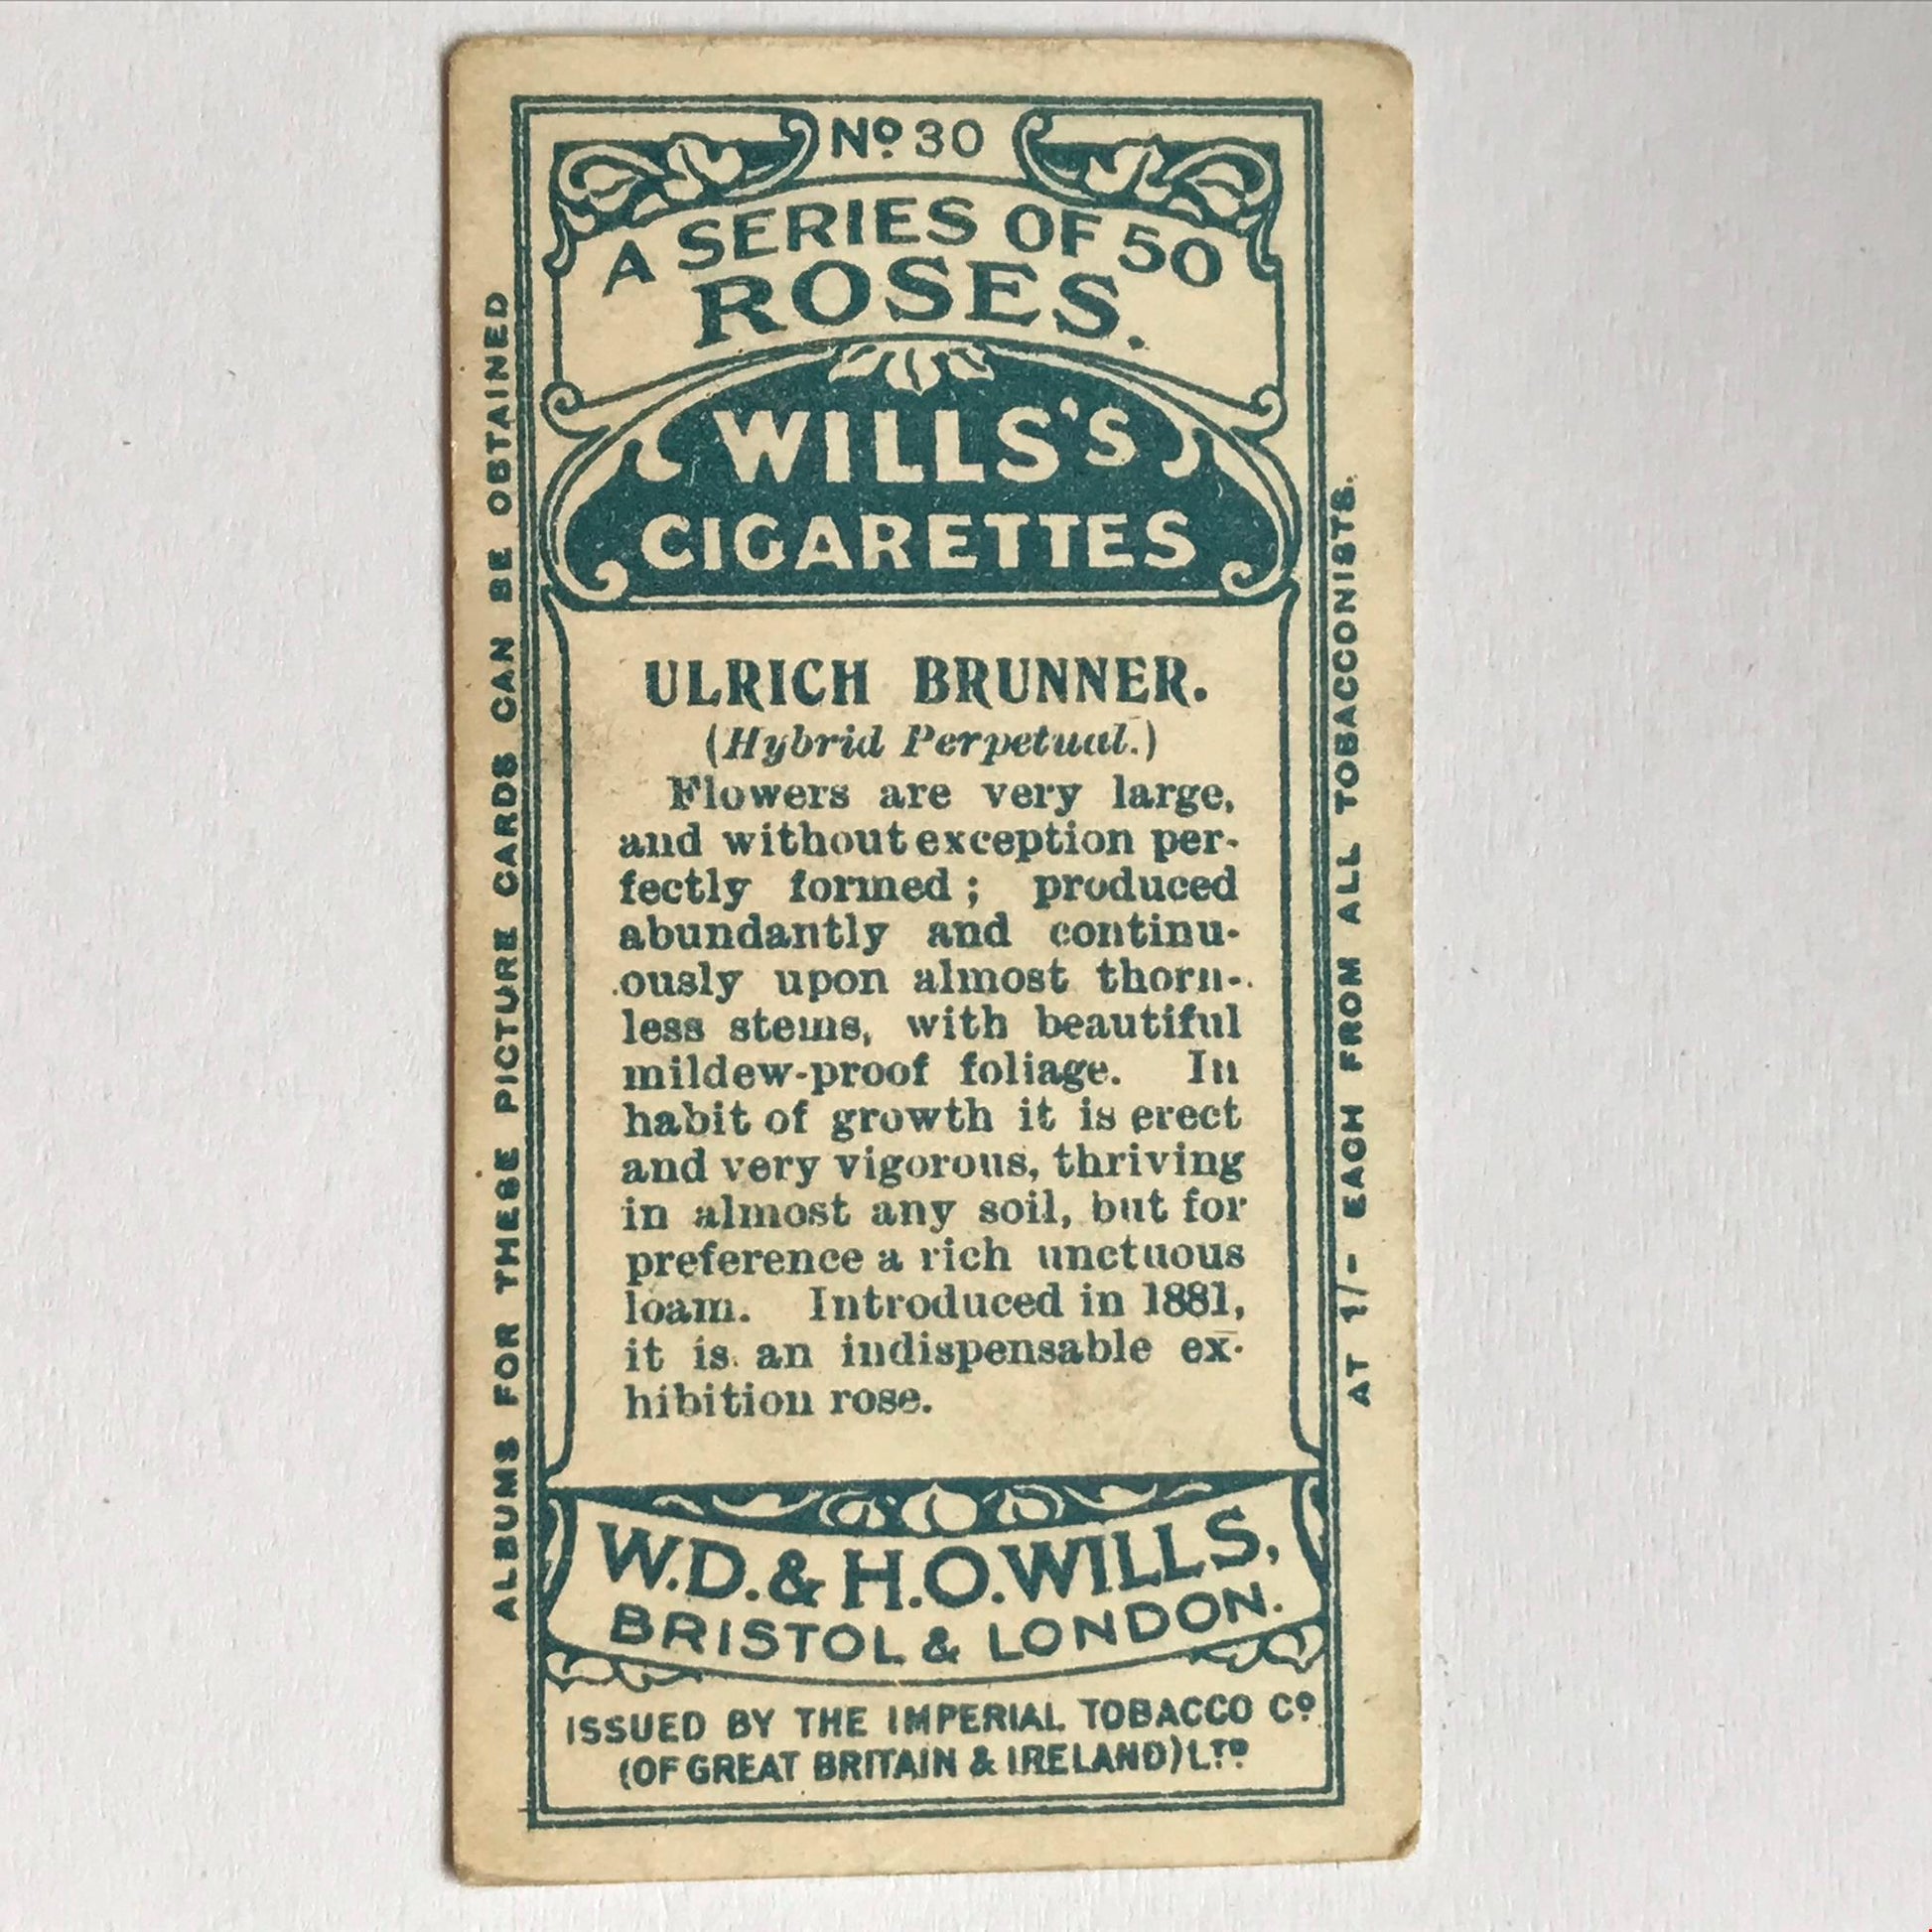 Nº 30
A SERIES OF 50
ROSES.
WILLS'S
CIGARETTES
ULRICH BRUNNER.
(Hybrid Perpetual.)
Flowers are very large,
and without exception per-
fectly formed ; produced
abundantly and continu-
ously upon almost thorn-
less stems, with beautiful
mildew-proof foliage. In
habit of growth it is erect
and very vigorous, thriving
in almost any soil, but for
preference a rich unctuous
loam. Introduced in 1881,
it is an indispensable ex-
hibition rose.
W.D. & H.O. WILLS,
BRISTOL & LONDON.
ISSUED BY THE IMPERIAL TOBACCO Cº
(OF GREAT BRITAIN & IRELAND) LTD
ALBUMS FOR THESE PICTURE CARDS CAN BE OBTAINED
AT 1/- EACH FROM ALL TOBACCONISTS.